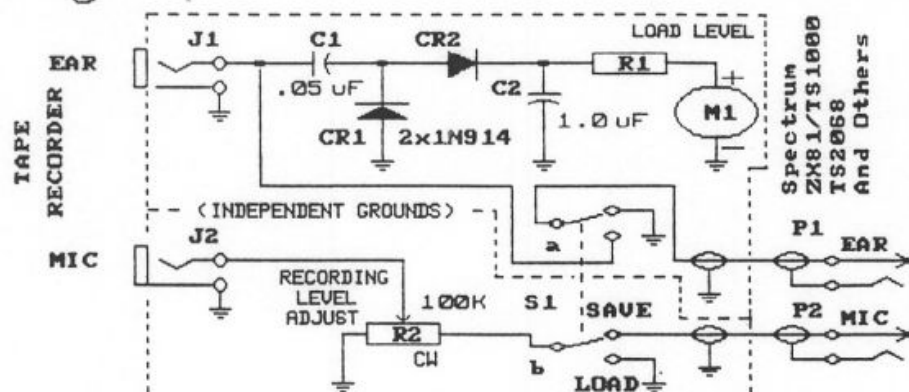 LOAD LEVEL
J1
C1
CR2
EAR
R1
.05 uF
C2
M1
+
CR1
2x1N914
1.0 uF
−
TAPE
RECORDER
Spectrum
ZX81/TS1000
TS2068
And Others
(INDEPENDENT GROUNDS)
J2
a
P1
EAR
MIC
RECORDING
LEVEL
ADJUST
100K
S1
SAVE
P2
MIC
R2
CW
b
LOAD